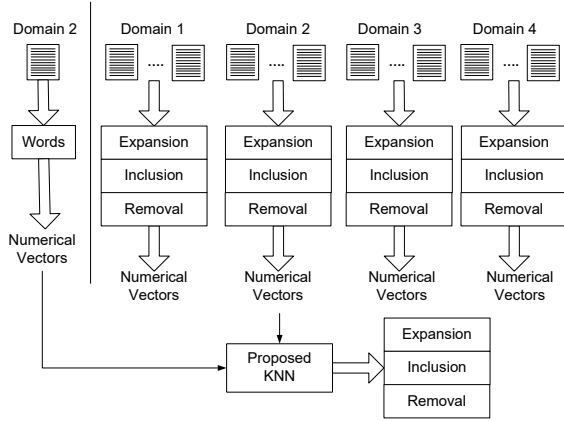 Domain 2
Domain 1
Domain 2
Domain 3
Domain 4
.... .... .... ....
Words
Expansion
Expansion
Expansion
Expansion
Inclusion
Inclusion
Inclusion
Inclusion
Removal
Removal
Removal
Removal
Numerical
Vectors
Numerical
Vectors
Numerical
Vectors
Numerical
Vectors
Numerical
Vectors
Proposed
KNN
Expansion
Inclusion
Removal